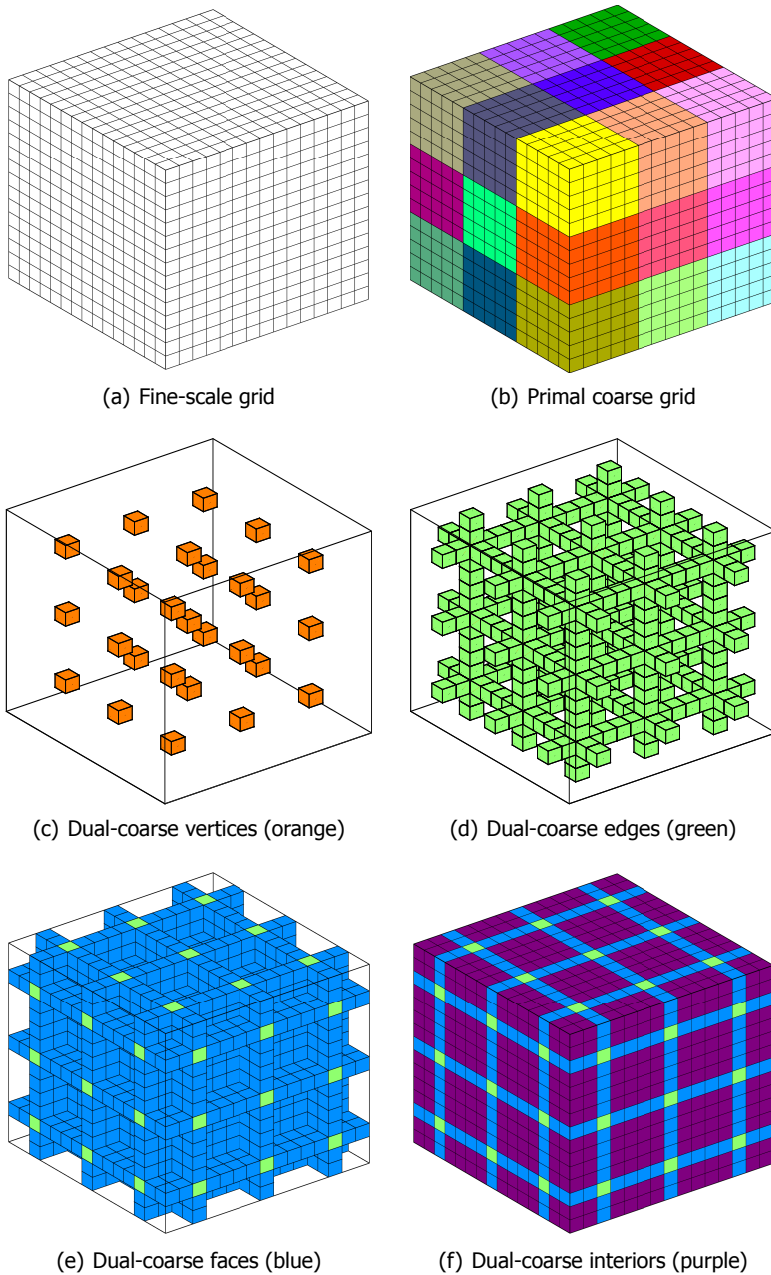 (a) Fine-scale grid
(b) Primal coarse grid
(c) Dual-coarse vertices (orange)
(d) Dual-coarse edges (green)
(e) Dual-coarse faces (blue)
(f) Dual-coarse interiors (purple)